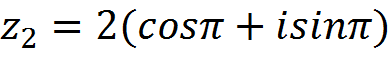 z₂ = 2(cosπ + isinπ)